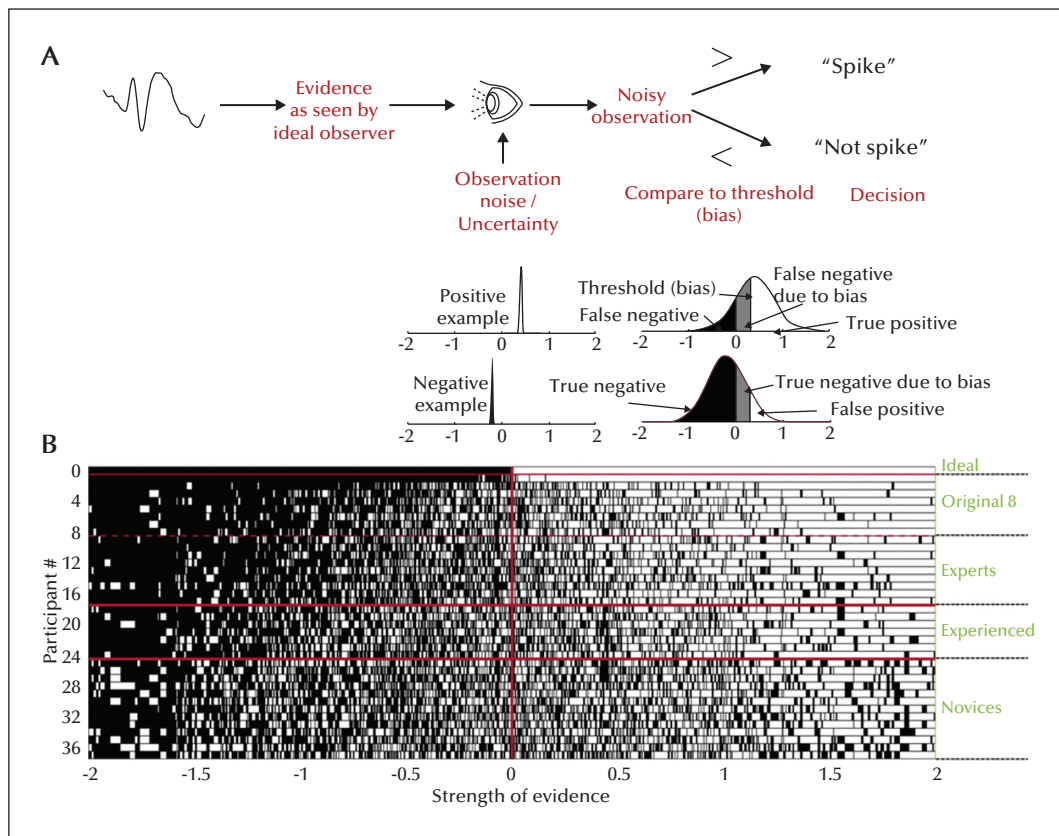 A
Evidence
as seen by
ideal observer
Noisy
observation
>
"Spike"
<
"Not spike"
Observation
noise /
Uncertainty
Compare to threshold
(bias)
Decision
Positive
example
-2 -1 0 1 2
Threshold (bias)
False negative
False negative
due to bias
True positive
-2 -1 0 1 2
Negative
example
-2 -1 0 1 2
True negative
True negative due to bias
False positive
-2 -1 0 1 2
B
Participant #
0
4
8
12
16
20
24
28
32
36
Ideal
Original 8
Experts
Experienced
Novices
-2 -1.5 -1 -0.5 0 0.5 1 1.5 2
Strength of evidence